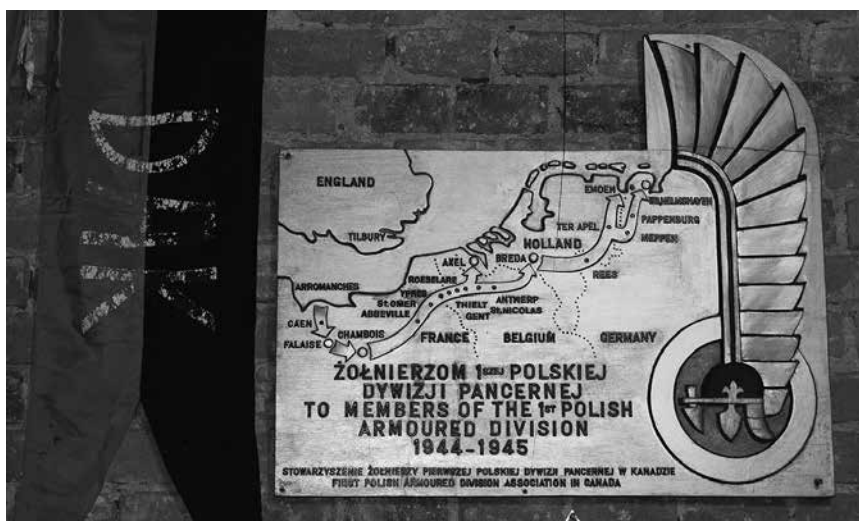 ENGLAND
TILBURY
ARROMANCHES
CAEN
FALAISE
CHAMBOIS
ABBEVILLE
St.OMER
YPRES
ROESELARE
AXEL
THIELT
GENT
ANTWERP
St.NICOLAS
BREDA
HOLLAND
TER APEL
EMDEN
WILHELMSHAVEN
PAPPENBURG
MEPPEN
REES
FRANCE
BELGIUM
GERMANY
ŻOŁNIERZOM 1SZEJ POLSKIEJ
DYWIZJI PANCERNEJ
TO MEMBERS OF THE 1ST POLISH
ARMOURED DIVISION
1944-1945
STOWARZYSZENIE ŻOŁNIERZY PIERWSZEJ POLSKIEJ DYWIZJI PANCERNEJ W KANADZIE
FIRST POLISH ARMOURED DIVISION ASSOCIATION IN CANADA